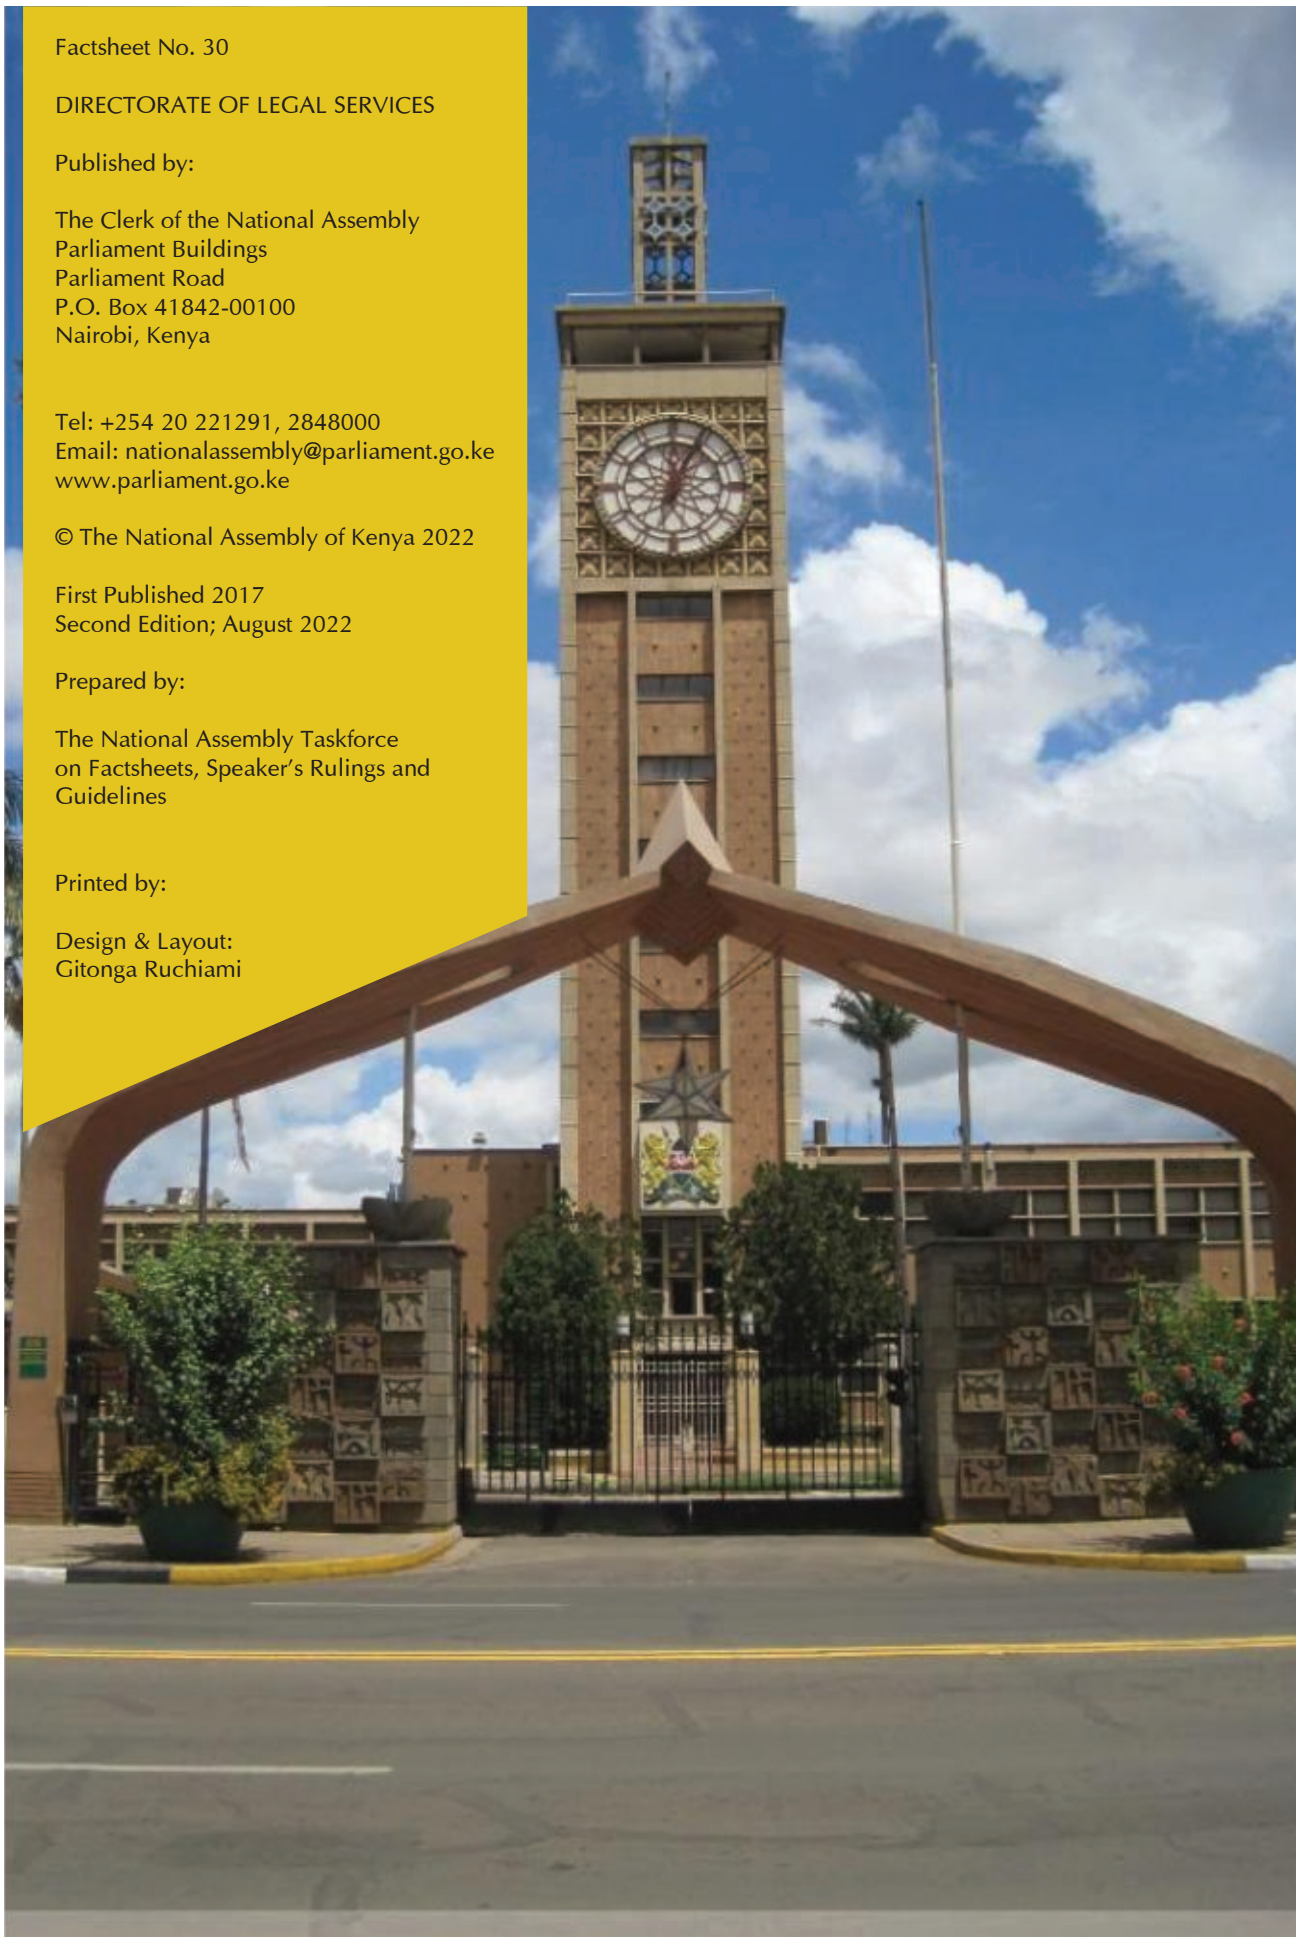 Factsheet No. 30
DIRECTORATE OF LEGAL SERVICES
Published by:
The Clerk of the National Assembly
Parliament Buildings
Parliament Road
P.O. Box 41842-00100
Nairobi, Kenya
Tel: +254 20 221291, 2848000
Email: nationalassembly@parliament.go.ke
www.parliament.go.ke
© The National Assembly of Kenya 2022
First Published 2017
Second Edition; August 2022
Prepared by:
The National Assembly Taskforce
on Factsheets, Speaker’s Rulings and
Guidelines
Printed by:
Design & Layout:
Gitonga Ruchiami